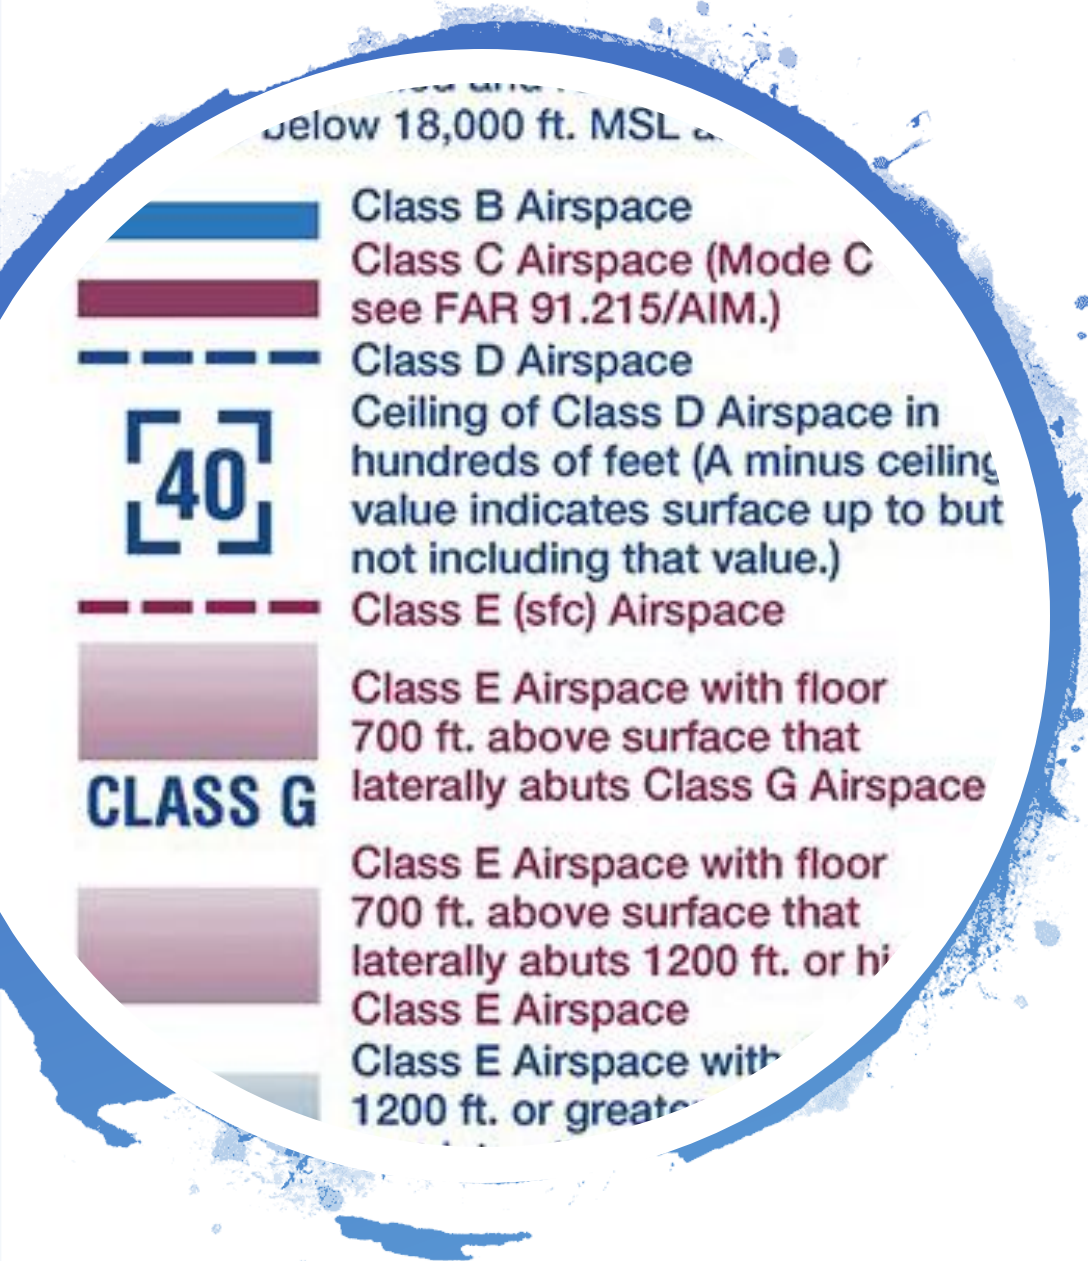 below 18,000 ft. MSL
Class B Airspace
Class C Airspace (Mode C
see FAR 91.215/AIM.)
Class D Airspace
40
Ceiling of Class D Airspace in
hundreds of feet (A minus ceiling
value indicates surface up to but
not including that value.)
Class E (sfc) Airspace
Class E Airspace with floor
700 ft. above surface that
laterally abuts Class G Airspace
CLASS G
Class E Airspace with floor
700 ft. above surface that
laterally abuts 1200 ft. or
Class E Airspace
Class E Airspace with
1200 ft. or greate